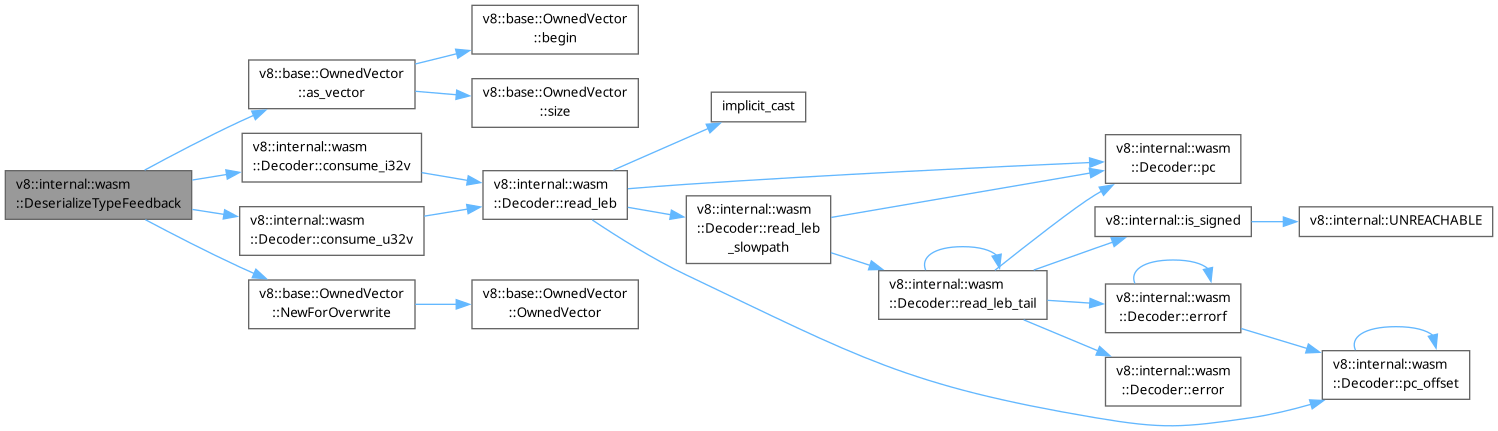 v8::internal::wasm
::DeserializeTypeFeedback
v8::base::OwnedVector
::as_vector
v8::base::OwnedVector
::begin
v8::base::OwnedVector
::size
v8::internal::wasm
::Decoder::consume_i32v
v8::internal::wasm
::Decoder::consume_u32v
v8::base::OwnedVector
::NewForOverwrite
v8::base::OwnedVector
::OwnedVector
v8::internal::wasm
::Decoder::read_leb
implicit_cast
v8::internal::wasm
::Decoder::read_leb
_slowpath
v8::internal::wasm
::Decoder::read_leb_tail
v8::internal::wasm
::Decoder::pc
v8::internal::is_signed
v8::internal::UNREACHABLE
v8::internal::wasm
::Decoder::errorf
v8::internal::wasm
::Decoder::error
v8::internal::wasm
::Decoder::pc_offset